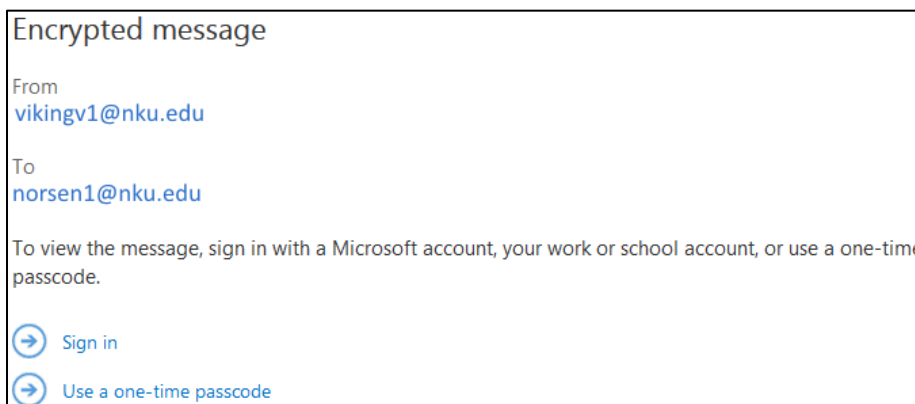 Encrypted message
From
vikingv1@nku.edu
To
norsen1@nku.edu
To view the message, sign in with a Microsoft account, your work or school account, or use a one-time
passcode.
Sign in
Use a one-time passcode